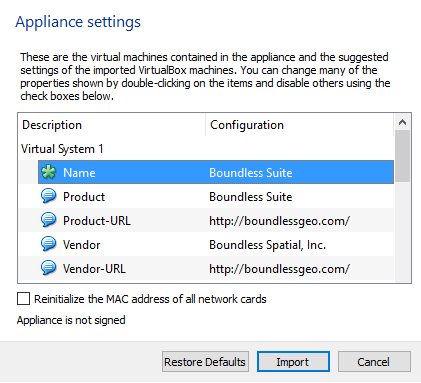 Appliance settings
These are the virtual machines contained in the appliance and the suggested
settings of the imported VirtualBox machines. You can change many of the
properties shown by double-clicking on the items and disable others using the
check boxes below.
Description Configuration
Virtual System 1
Name Boundless Suite
Product Boundless Suite
Product-URL http://boundlessgeo.com/
Vendor Boundless Spatial, Inc.
Vendor-URL http://boundlessgeo.com/
Reinitialize the MAC address of all network cards
Appliance is not signed
Restore Defaults Import Cancel